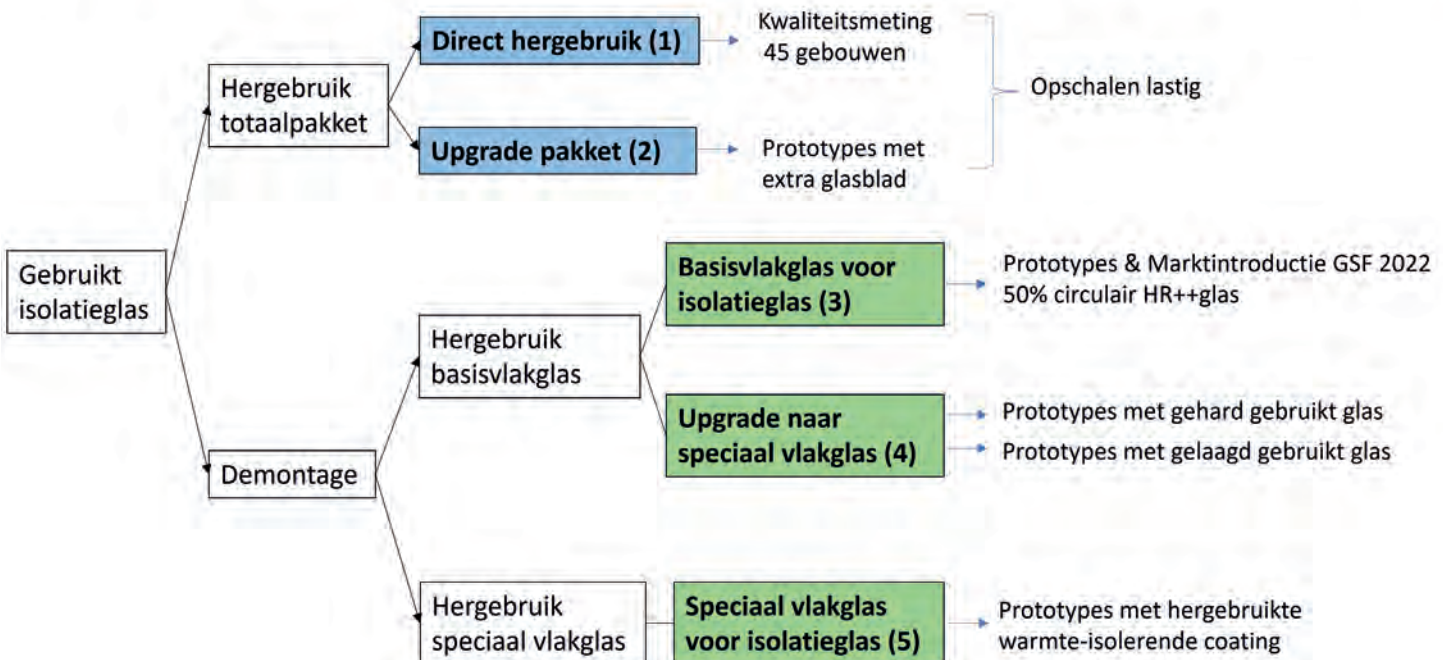 Gebruikt
isolatieglas
Hergebruik
totaalpakket
Direct hergebruik (1)
Kwaliteitsmeting
45 gebouwen
Upgrade pakket (2)
Prototypes met
extra glasblad
Opschalen lastig
Demontage
Hergebruik
basisvlakglas
Basisvlakglas voor
isolatieglas (3)
Prototypes & Marktintroductie GSF 2022
50% circulair HR++glas
Upgrade naar
speciaal vlakglas (4)
Prototypes met gehard gebruikt glas
Prototypes met gelaagd gebruikt glas
Hergebruik
speciaal vlakglas
Speciaal vlakglas
voor isolatieglas (5)
Prototypes met hergebruikte
warmte-isolerende coating